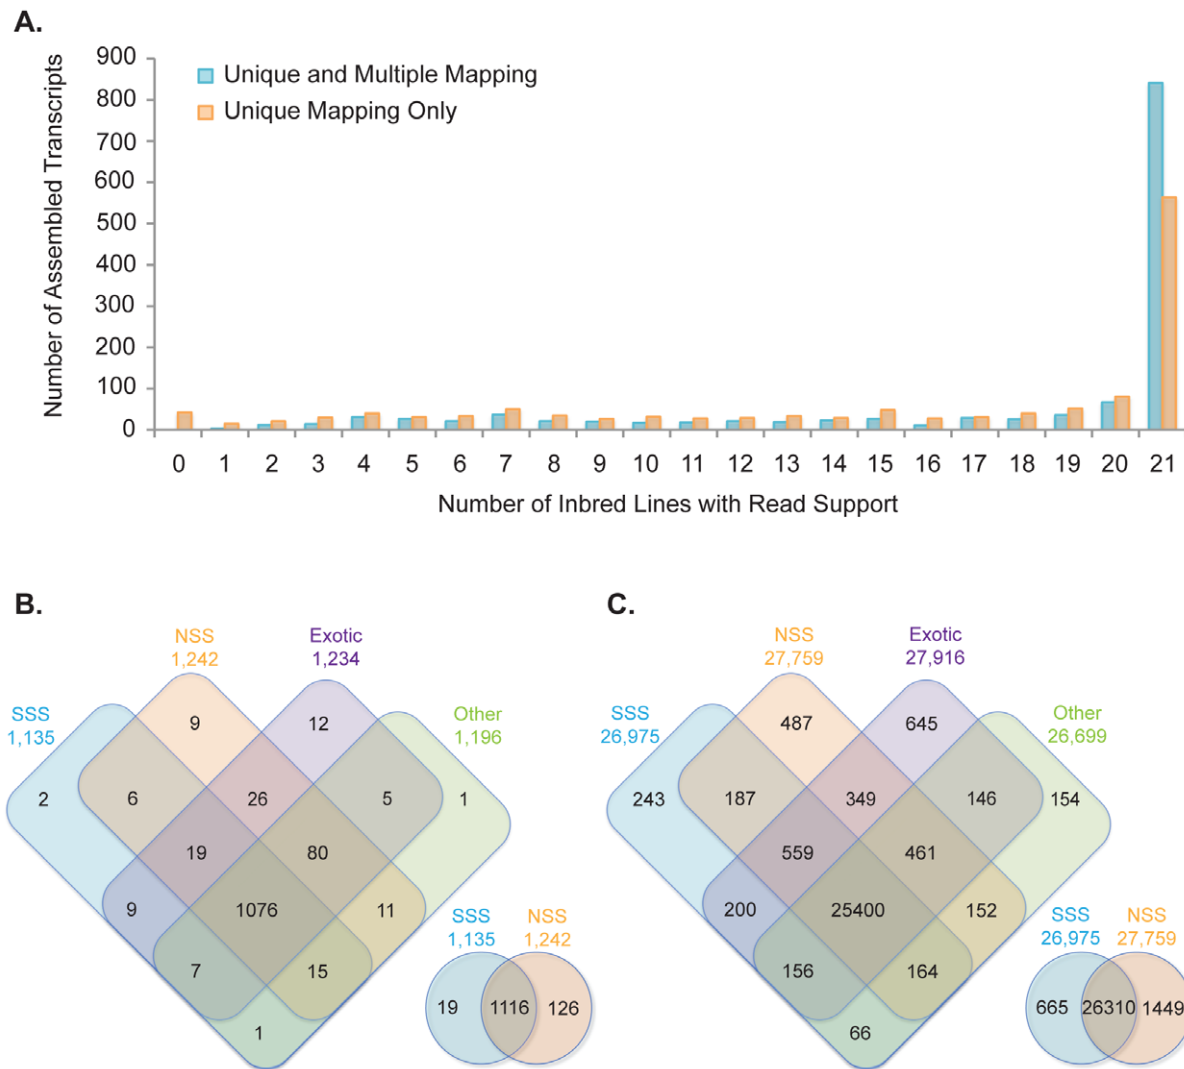 A.
Number of Assembled Transcripts
900
800
700
600
500
400
300
200
100
0
Unique and Multiple Mapping
Unique Mapping Only
0 1 2 3 4 5 6 7 8 9 10 11 12 13 14 15 16 17 18 19 20 21
Number of Inbred Lines with Read Support
B.
NSS
1,242
Exotic
1,234
SSS
1,135
Other
1,196
9
12
2
6
26
5
1
19
80
9
1076
11
7
15
1
SSS
1,135
NSS
1,242
19
1116
126
C.
NSS
27,759
Exotic
27,916
SSS
26,975
Other
26,699
487
645
243
187
349
146
154
559
461
200
25400
152
156
164
66
SSS
26,975
NSS
27,759
665
26310
1449